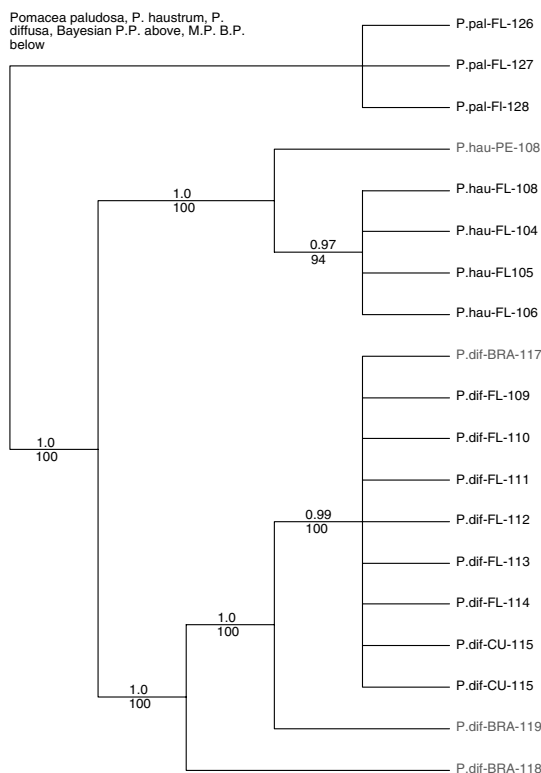 Pomacea paludosa, P. haustrum, P.
diffusa, Bayesian P.P. above, M.P. B.P.
below
P.pal-FL-126
P.pal-FL-127
P.pal-Fl-128
P.hau-PE-108
1.0
100
P.hau-FL-108
P.hau-FL-104
0.97
94
P.hau-FL105
P.hau-FL-106
P.dif-BRA-117
P.dif-FL-109
P.dif-FL-110
1.0
100
P.dif-FL-111
0.99
100
P.dif-FL-112
P.dif-FL-113
P.dif-FL-114
1.0
100
P.dif-CU-115
P.dif-CU-115
1.0
100
P.dif-BRA-119
P.dif-BRA-118